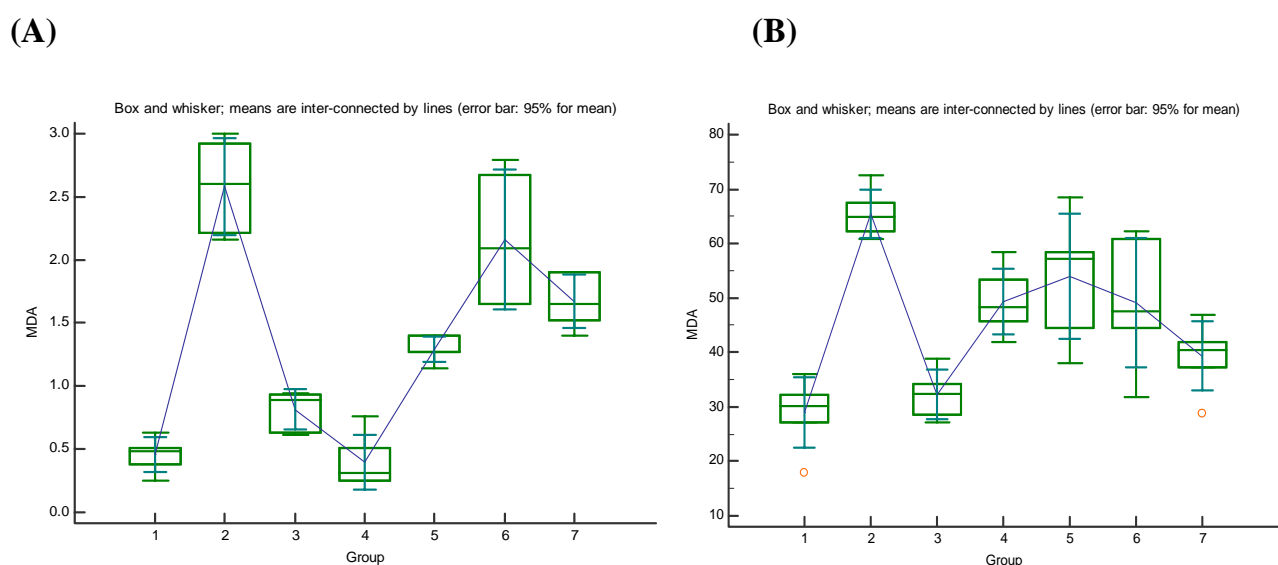 (A)
Box and whisker; means are inter-connected by lines (error bar: 95% for mean)
3.0
2.5
2.0
1.5
1.0
0.5
0.0
MDA
1 2 3 4 5 6 7
Group
(B)
Box and whisker; means are inter-connected by lines (error bar: 95% for mean)
80
70
60
50
40
30
20
10
MDA
1 2 3 4 5 6 7
Group